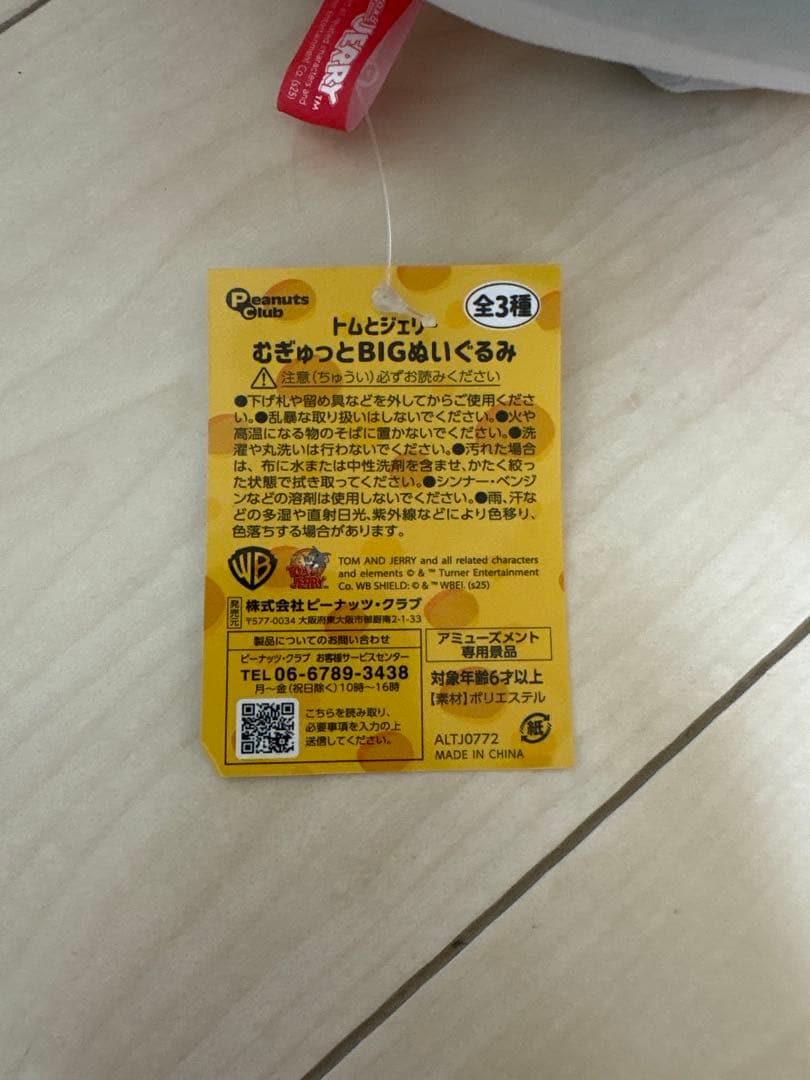 JERRY™
related characters and
Entertainment Co. (s25)
Peanuts Club
全3種
トムとジェリー
むぎゅっとBIGぬいぐるみ
注意(ちゅうい)必ずお読みください
●下げ札や留め具などを外してからご使用くださ
い。●乱暴な取り扱いはしないでください。●火や
高温になる物のそばに置かないでください。●洗
濯や丸洗いは行わないでください。●汚れた場合
は、布に水または中性洗剤を含ませ、かたく絞っ
た状態で拭き取ってください。●シンナー・ベンジ
ンなどの溶剤は使用しないでください。●雨、汗な
どの多湿や直射日光、紫外線などにより色移り、
色落ちする場合があります。
WB
TOM AND JERRY
TOM AND JERRY and all related characters
and elements © & ™ Turner Entertainment
Co. WB SHIELD: © & ™ WBEI. (s25)
発売元
株式会社ピーナッツ・クラブ
〒577-0034 大阪府東大阪市御厨南2-1-33
製品についてのお問い合わせ
ピーナッツ・クラブ お客様サービスセンター
TEL 06-6789-3438
月～金(祝日除く)10時～16時
こちらを読み取り、
必要事項を入力の上
送信してください。
アミューズメント
専用景品
対象年齢6才以上
【素材】ポリエステル
紙
ALTJ0772
MADE IN CHINA